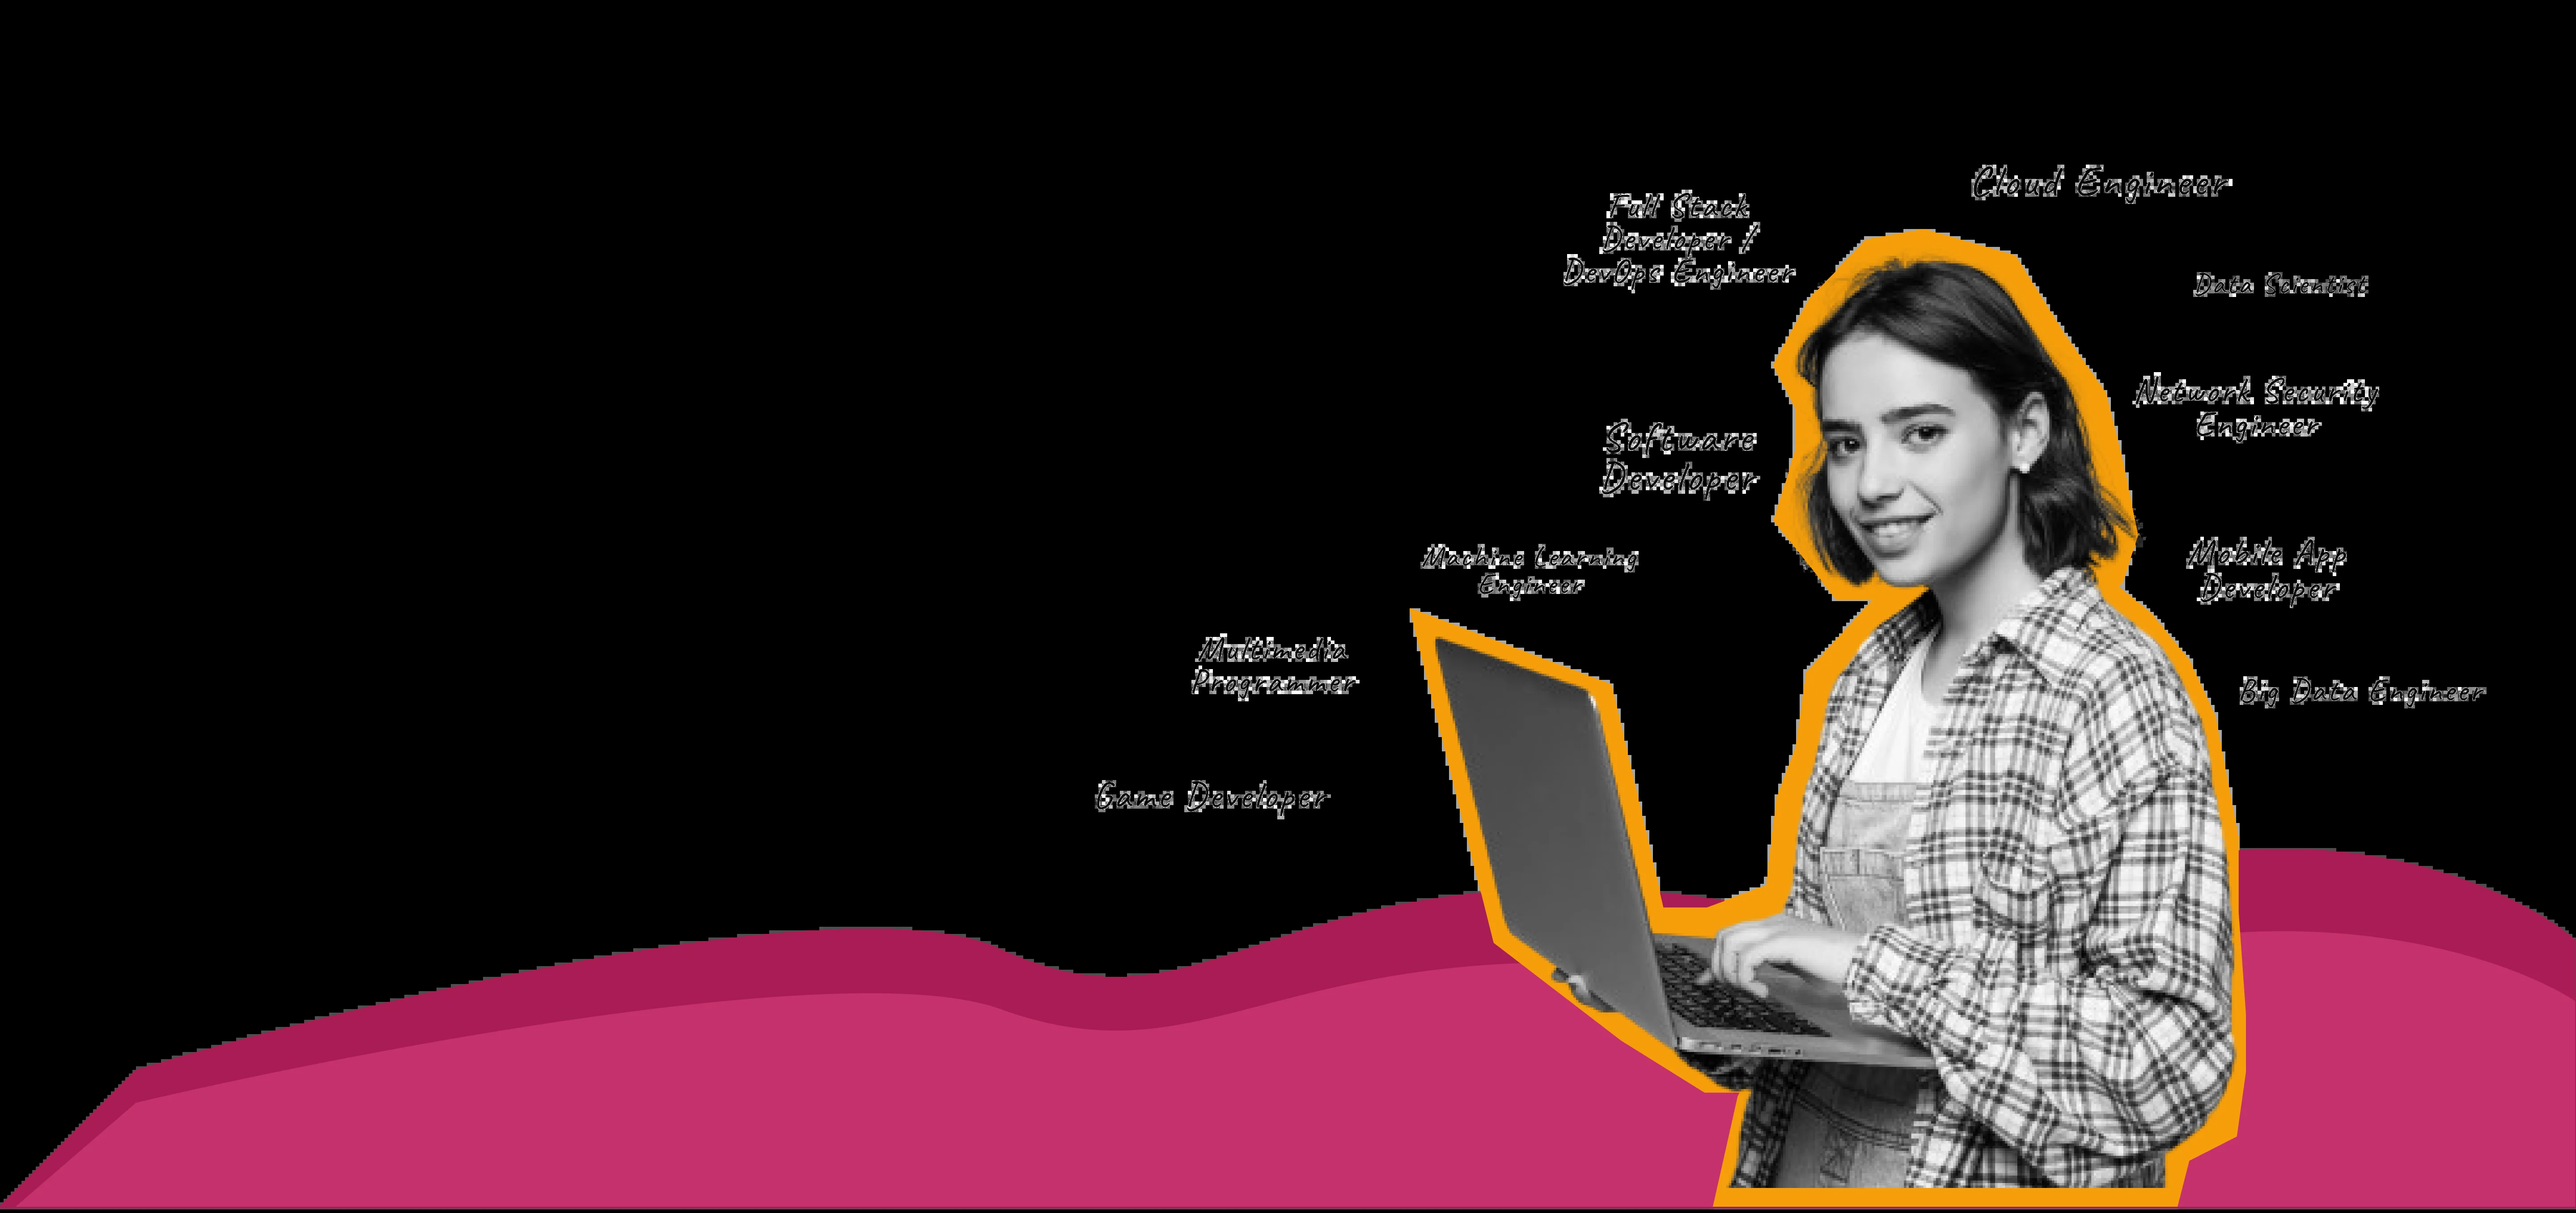 Cloud Engineer
Full Stack
Developer /
DevOps Engineer
Data Scientist
Network Security
Engineer
Software
Developer
Machine Learning
Engineer
Mobile App
Developer
Multimedia
Programmer
Big Data Engineer
Game Developer